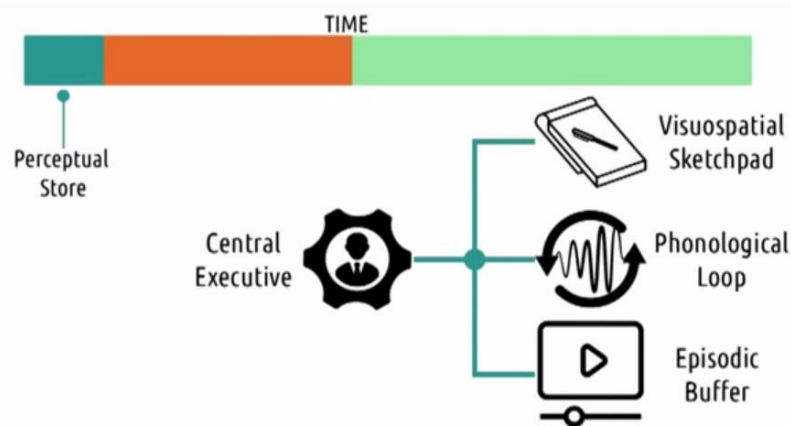 TIME
Perceptual
Store
Visuospatial
Sketchpad
Central
Executive
Phonological
Loop
Episodic
Buffer